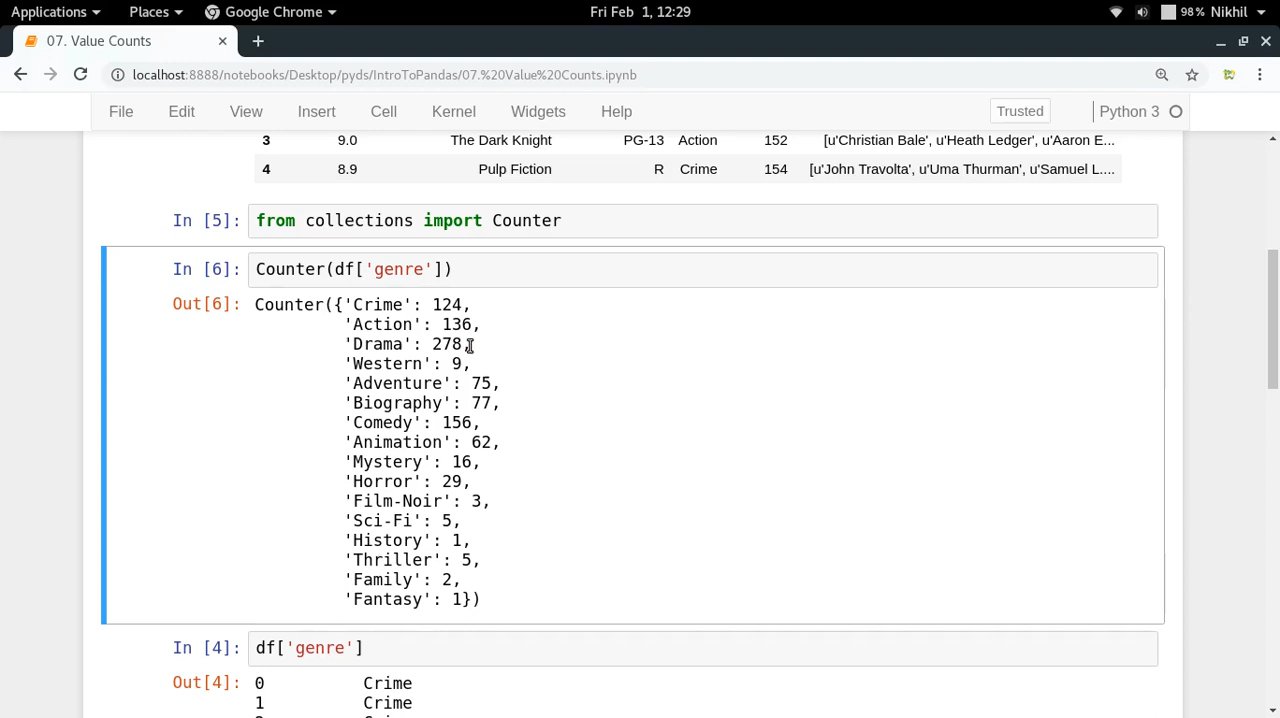 Applications Places Google Chrome Fri Feb 1, 12:29 98% Nikhil
07. Value Counts
localhost:8888/notebooks/Desktop/pyds/IntroToPandas/07.%20Value%20Counts.ipynb
File Edit View Insert Cell Kernel Widgets Help Trusted Python 3
3 9.0 The Dark Knight PG-13 Action 152 [u'Christian Bale', u'Heath Ledger', u'Aaron E...
4 8.9 Pulp Fiction R Crime 154 [u'John Travolta', u'Uma Thurman', u'Samuel L....
In [5]: from collections import Counter
In [6]: Counter(df['genre'])
Out[6]: Counter({'Crime': 124,
'Action': 136,
'Drama': 278,
'Western': 9,
'Adventure': 75,
'Biography': 77,
'Comedy': 156,
'Animation': 62,
'Mystery': 16,
'Horror': 29,
'Film-Noir': 3,
'Sci-Fi': 5,
'History': 1,
'Thriller': 5,
'Family': 2,
'Fantasy': 1})
In [4]: df['genre']
Out[4]: 0 Crime
1 Crime